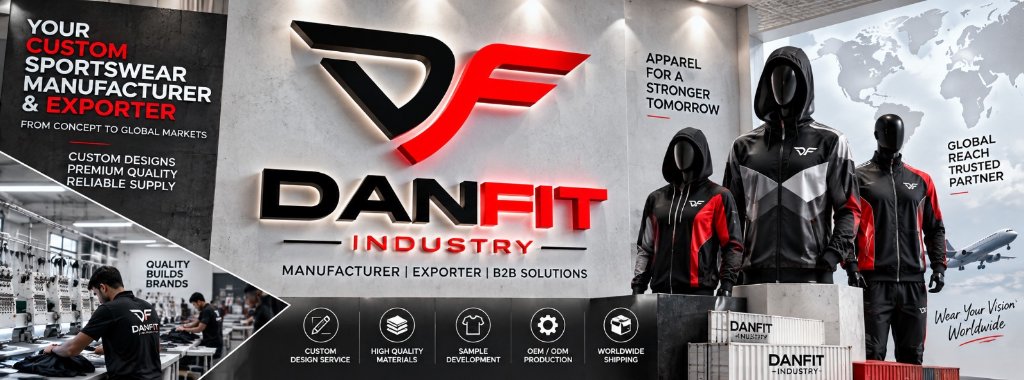 YOUR
CUSTOM
SPORTSWEAR
MANUFACTURER
& EXPORTER
FROM CONCEPT TO GLOBAL MARKETS
CUSTOM DESIGNS
PREMIUM QUALITY
RELIABLE SUPPLY
QUALITY
BUILDS
BRANDS
DF
DANFIT
DF
DANFIT
INDUSTRY
MANUFACTURER | EXPORTER | B2B SOLUTIONS
CUSTOM
DESIGN SERVICE
HIGH QUALITY
MATERIALS
SAMPLE
DEVELOPMENT
OEM / ODM
PRODUCTION
WORLDWIDE
SHIPPING
APPAREL
FOR A
STRONGER
TOMORROW
DF
DF
DF
GLOBAL
REACH
TRUSTED
PARTNER
Wear Your Vision
Worldwide
DANFIT
INDUSTRY
DANFIT
INDUSTRY